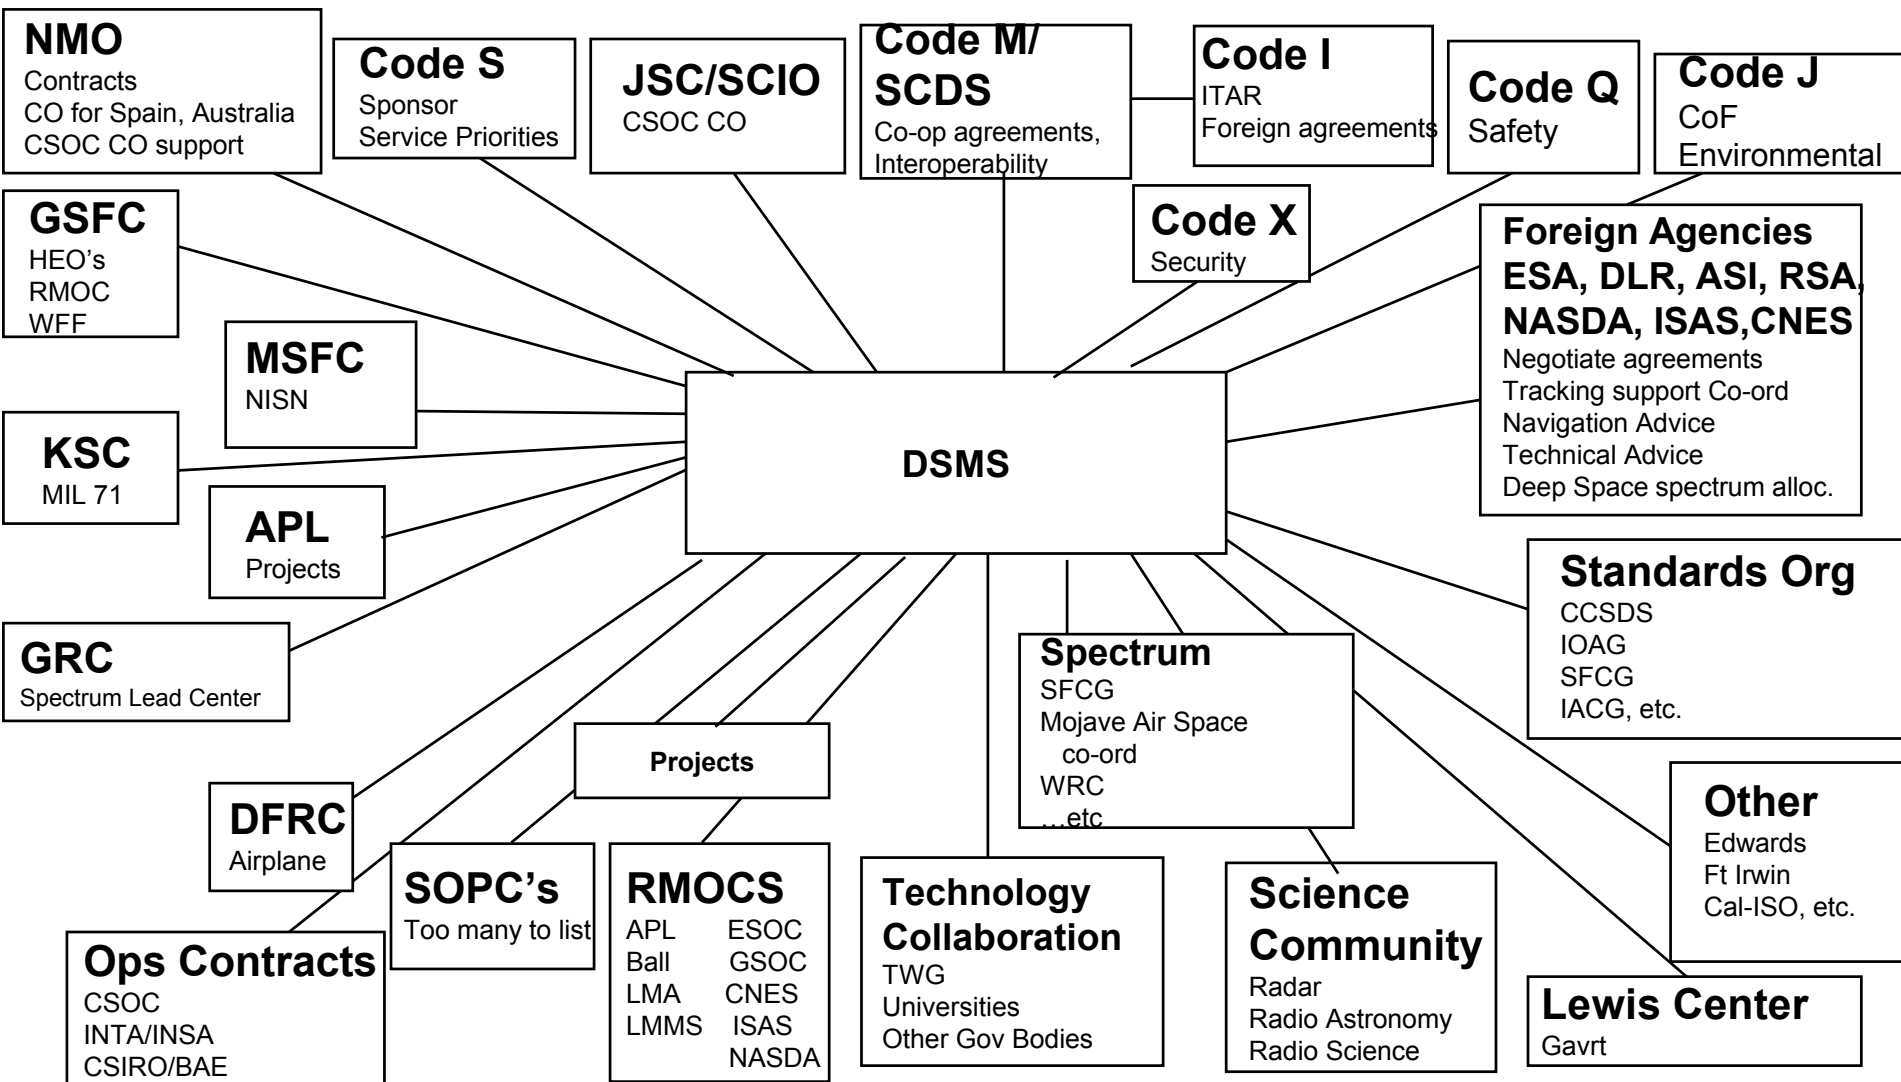 NMO
Contracts
CO for Spain, Australia
CSOC CO support
Code S
Sponsor
Service Priorities
JSC/SCIO
CSOC CO
Code M/
SCDS
Co-op agreements,
Interoperability
Code I
ITAR
Foreign agreements
Code Q
Safety
Code J
CoF
Environmental
GSFC
HEO's
RMOC
WFF
Code X
Security
Foreign Agencies
ESA, DLR, ASI, RSA,
NASDA, ISAS,CNES
Negotiate agreements
Tracking support Co-ord
Navigation Advice
Technical Advice
Deep Space spectrum alloc.
MSFC
NISN
KSC
MIL 71
DSMS
APL
Projects
Standards Org
CCSDS
IOAG
SFCG
IACG, etc.
GRC
Spectrum Lead Center
Spectrum
SFCG
Mojave Air Space
co-ord
WRC
...etc
Projects
DFRC
Airplane
Other
Edwards
Ft Irwin
Cal-ISO, etc.
SOPC's
Too many to list
RMOCS
APL ESOC
Ball GSOC
LMA CNES
LMMS ISAS
NASDA
Technology
Collaboration
TWG
Universities
Other Gov Bodies
Science
Community
Radar
Radio Astronomy
Radio Science
Ops Contracts
CSOC
INTA/INSA
CSIRO/BAE
Lewis Center
Gavrt